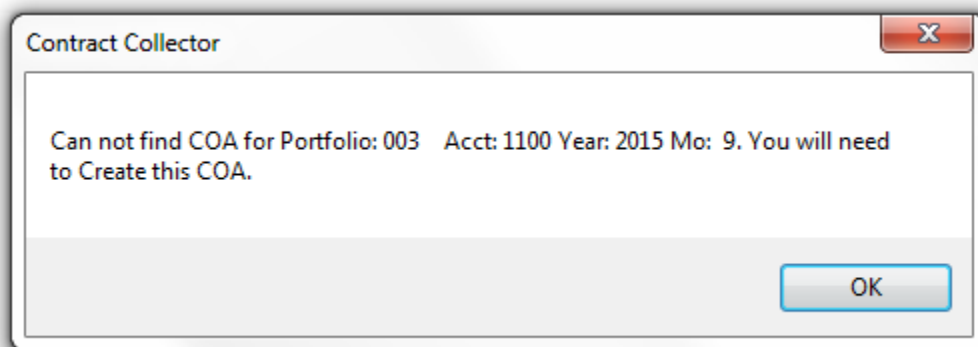 Contract Collector
Can not find COA for Portfolio: 003    Acct: 1100 Year: 2015 Mo:  9. You will need
to Create this COA.
OK